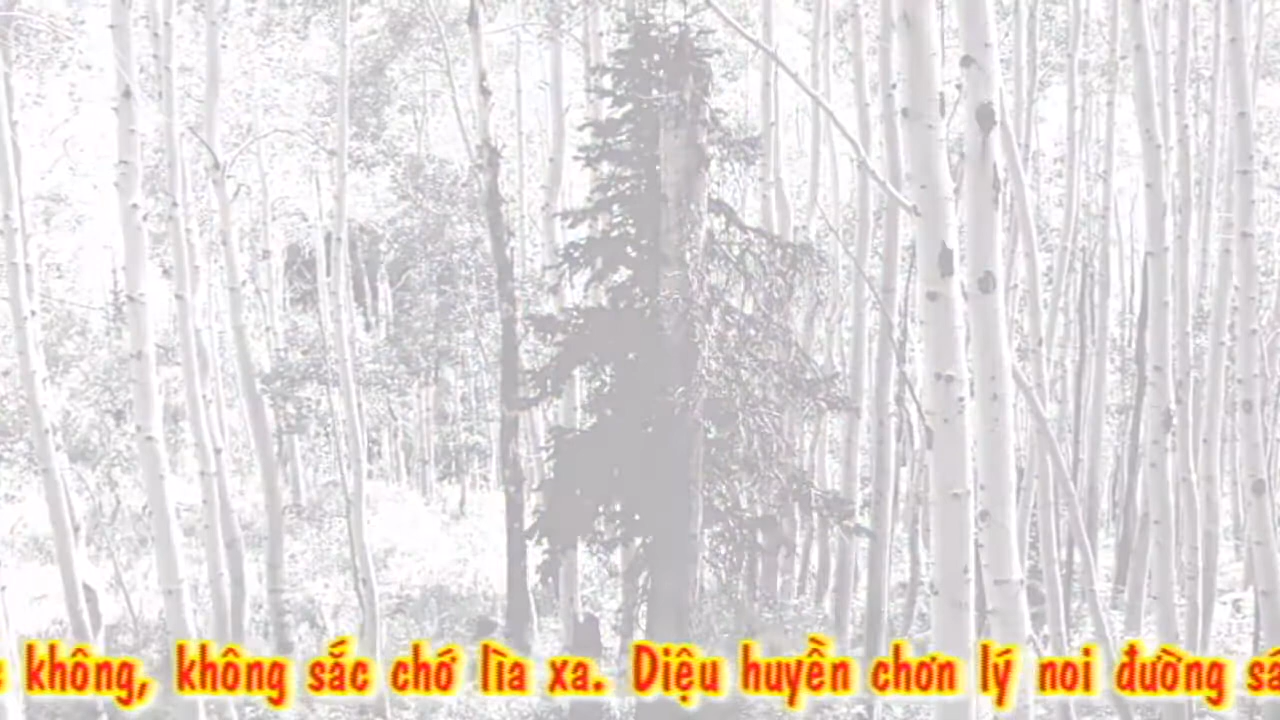 không, không sắc chớ lìa xa. Diệu huyền chơn lý noi đường